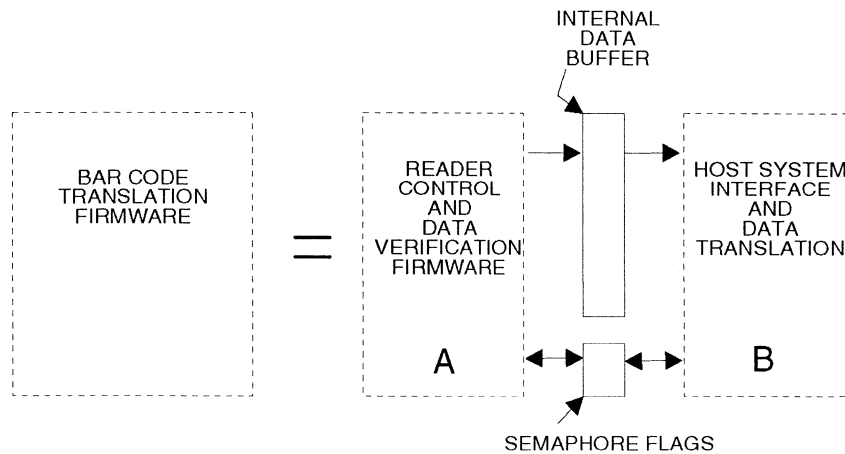 INTERNAL
DATA
BUFFER
BAR CODE
TRANSLATION
FIRMWARE
=
READER
CONTROL
AND
DATA
VERIFICATION
FIRMWARE
A
HOST SYSTEM
INTERFACE
AND
DATA
TRANSLATION
B
SEMAPHORE FLAGS